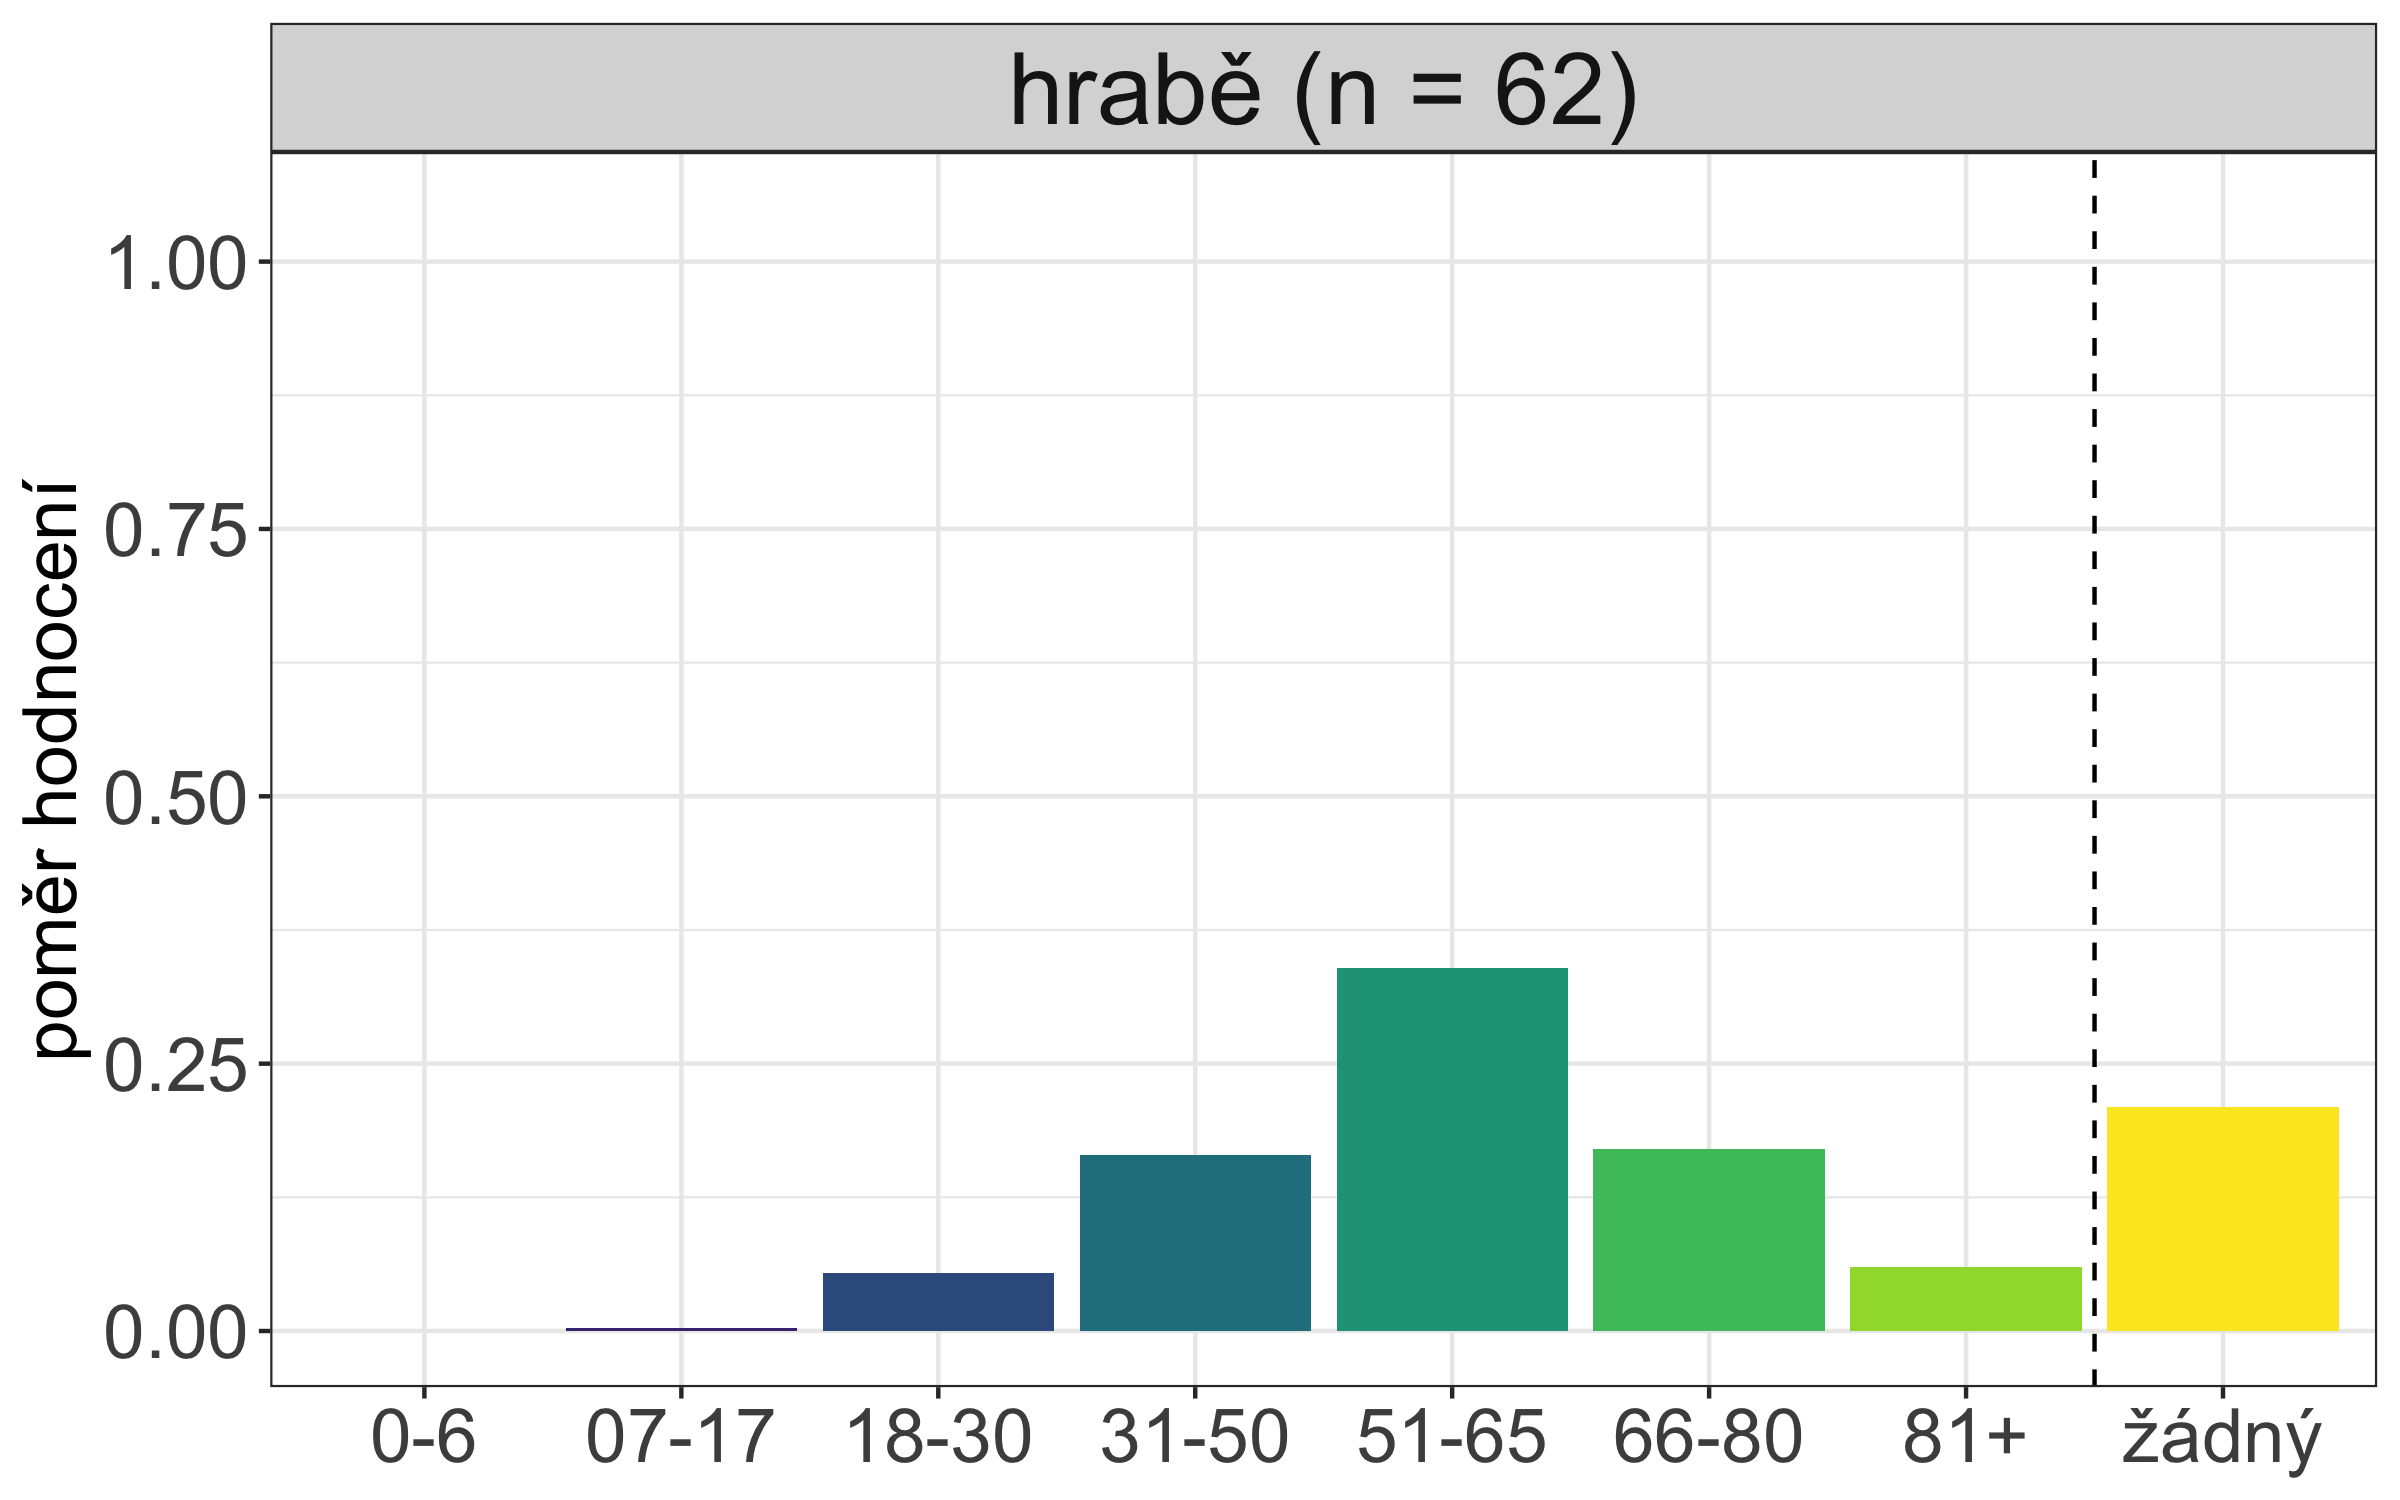 hrabě (n = 62)
poměr hodnocení
1.00
0.75
0.50
0.25
0.00
0-6 07-17 18-30 31-50 51-65 66-80 81+ žádný